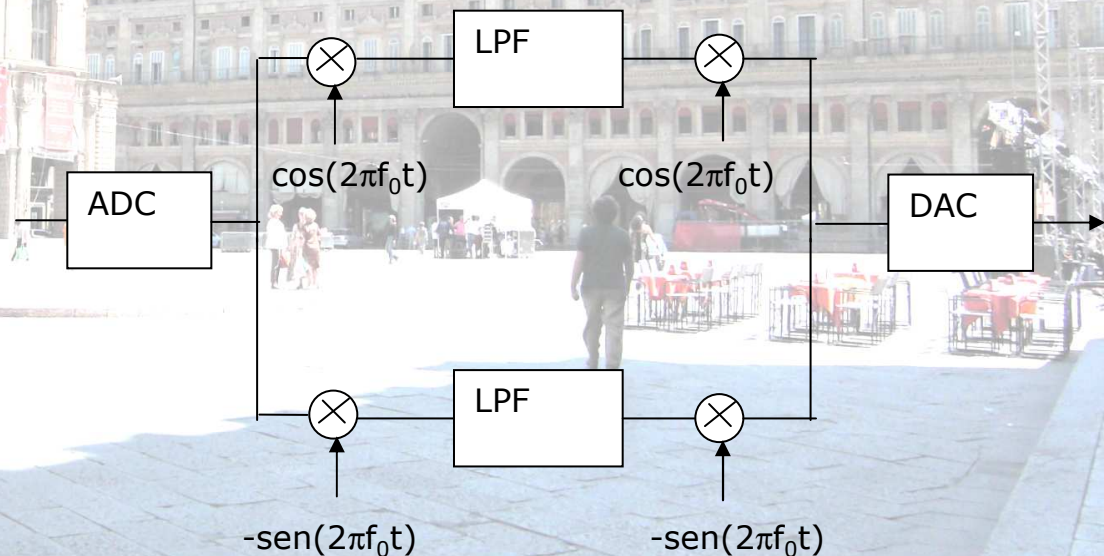 LPF
cos(2πf₀t)
cos(2πf₀t)
ADC
DAC
LPF
-sen(2πf₀t)
-sen(2πf₀t)